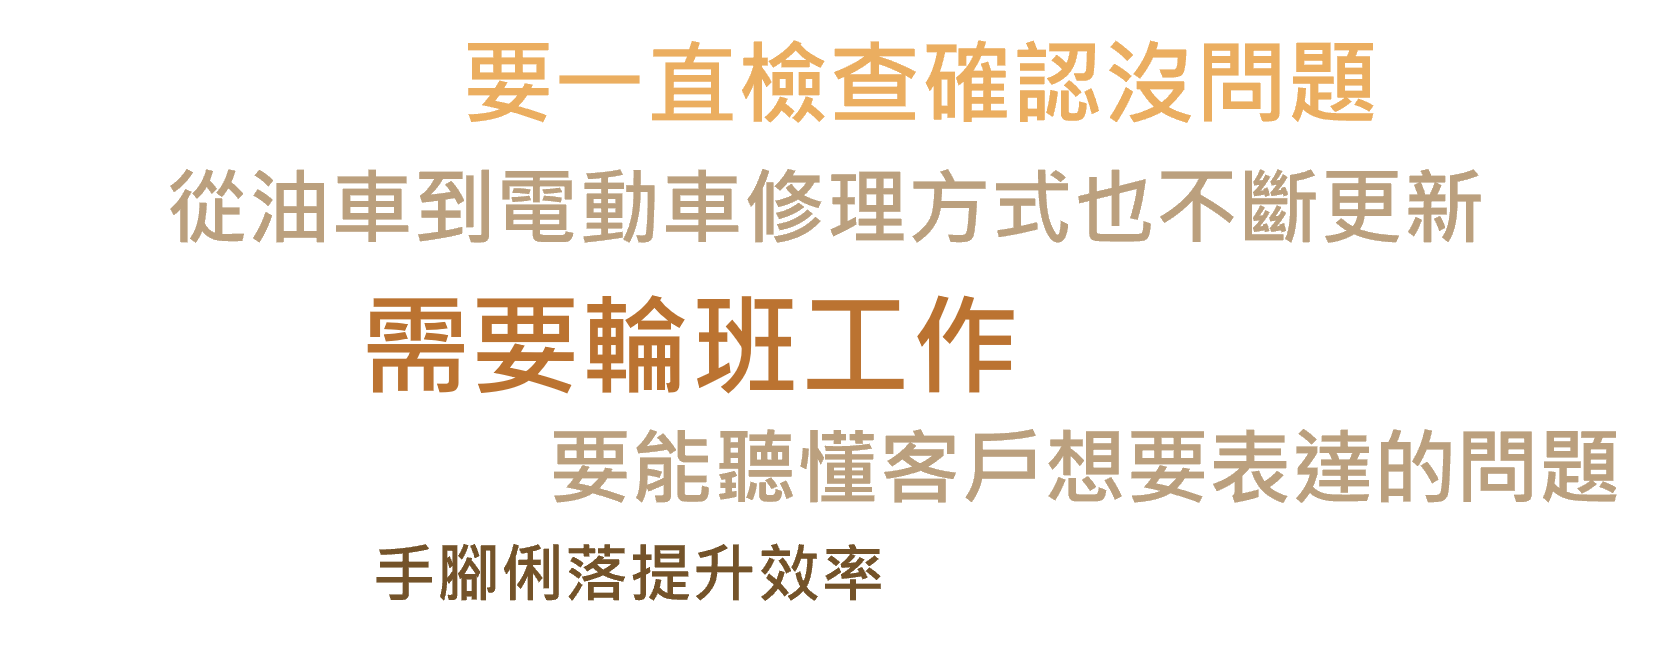 要一直檢查確認沒問題
從油車到電動車修理方式也不斷更新
需要輪班工作
要能聽懂客戶想要表達的問題
手腳俐落提升效率